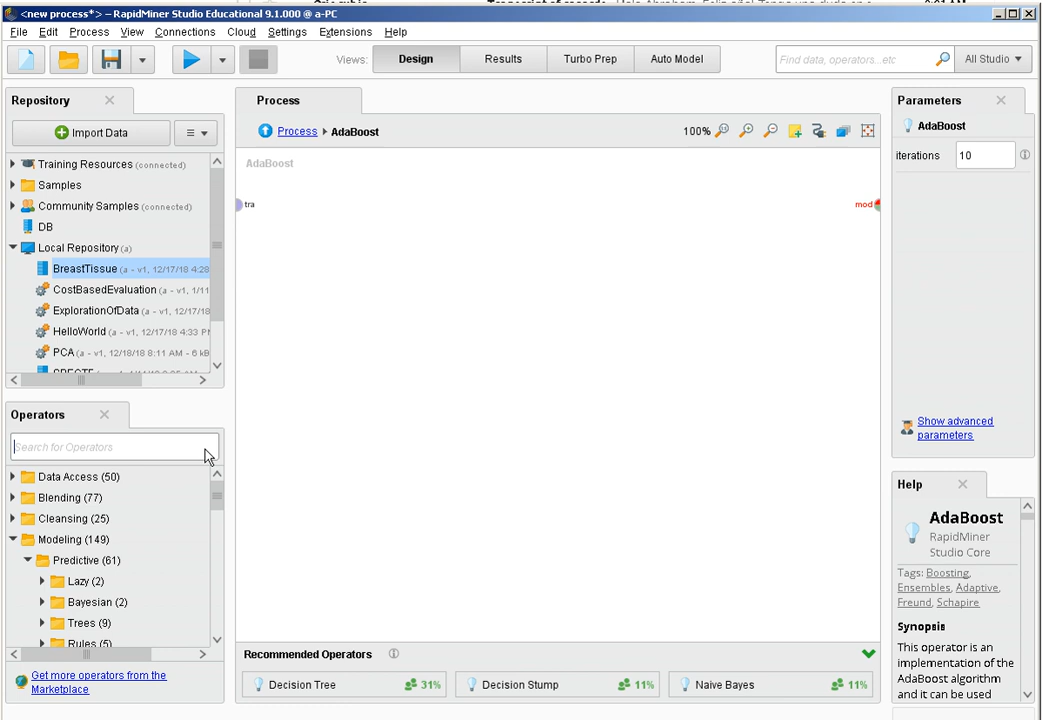 <new process*> – RapidMiner Studio Educational 9.1.000 @ a-PC
File Edit Process View Connections Cloud Settings Extensions Help
Views: Design Results Turbo Prep Auto Model Find data, operators...etc All Studio
Repository
Import Data
Training Resources (connected)
Samples
Community Samples (connected)
DB
Local Repository (a)
BreastTissue (a - v1, 12/17/18 4:28
CostBasedEvaluation (a - v1, 1/11
ExplorationOfData (a - v1, 12/17/18
HelloWorld (a - v1, 12/17/18 4:33 P
PCA (a - v1, 12/18/18 8:11 AM - 6 kB
Operators
Search for Operators
Data Access (50)
Blending (77)
Cleansing (25)
Modeling (149)
Predictive (61)
Lazy (2)
Bayesian (2)
Trees (9)
Rules (5)
Get more operators from the
Marketplace
Process
Process AdaBoost
100%
AdaBoost
tra
mod
Recommended Operators
Decision Tree 31%
Decision Stump 11%
Naive Bayes 11%
Parameters
AdaBoost
iterations 10
Show advanced
parameters
Help
AdaBoost
RapidMiner
Studio Core
Tags: Boosting,
Ensembles, Adaptive,
Freund, Schapire
Synopsis
This operator is an
implementation of the
AdaBoost algorithm
and it can be used